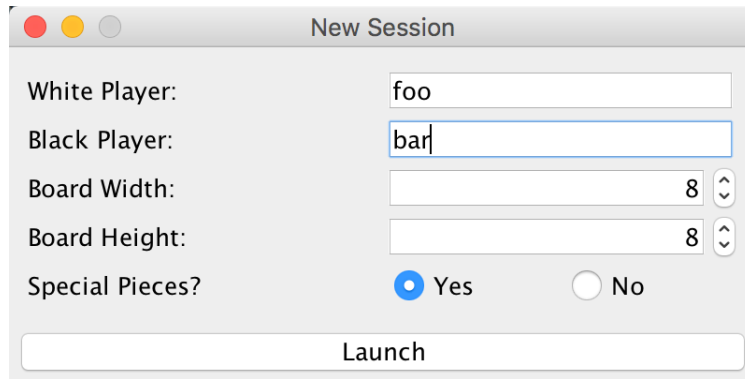 New Session
White Player: foo
Black Player: bar
Board Width: 8
Board Height: 8
Special Pieces? Yes No
Launch